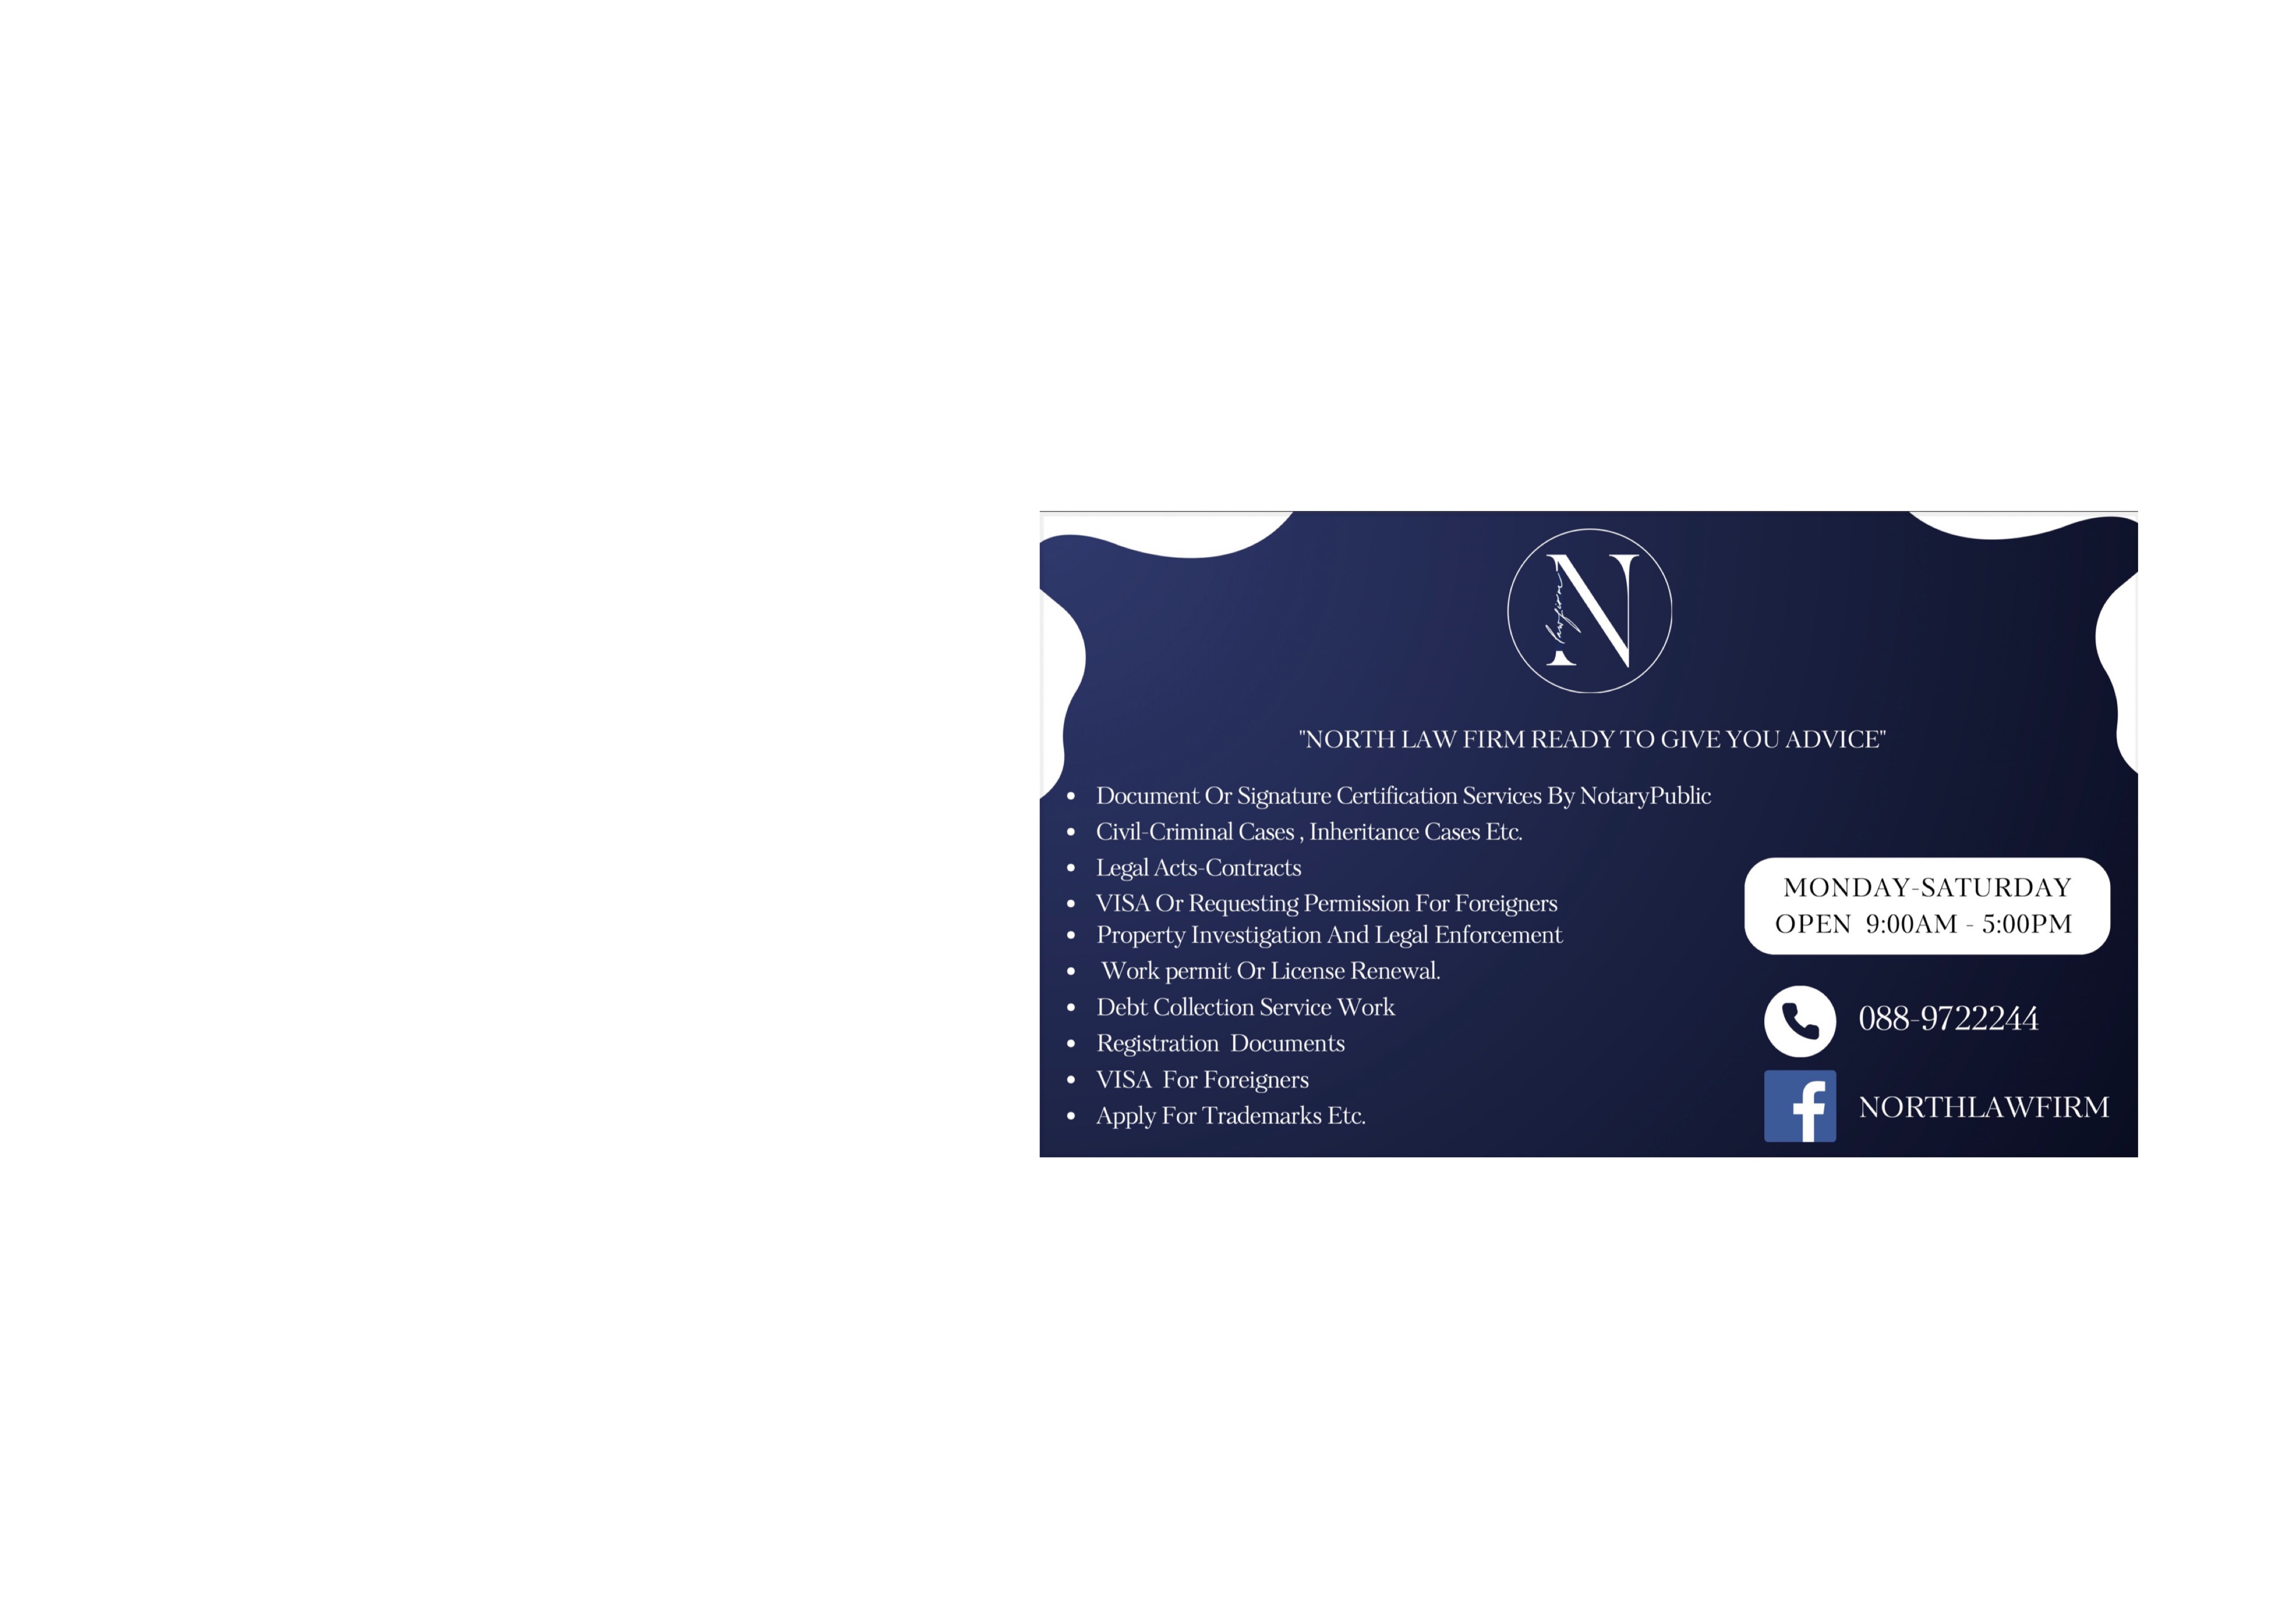 N
lawfirm
"NORTH LAW FIRM READY TO GIVE YOU ADVICE"
• Document Or Signature Certification Services By NotaryPublic
• Civil-Criminal Cases , Inheritance Cases Etc.
• Legal Acts-Contracts
• VISA Or Requesting Permission For Foreigners
• Property Investigation And Legal Enforcement
• Work permit Or License Renewal.
• Debt Collection Service Work
• Registration Documents
• VISA For Foreigners
• Apply For Trademarks Etc.
MONDAY-SATURDAY
OPEN 9:00AM - 5:00PM
088-9722244
NORTHLAWFIRM